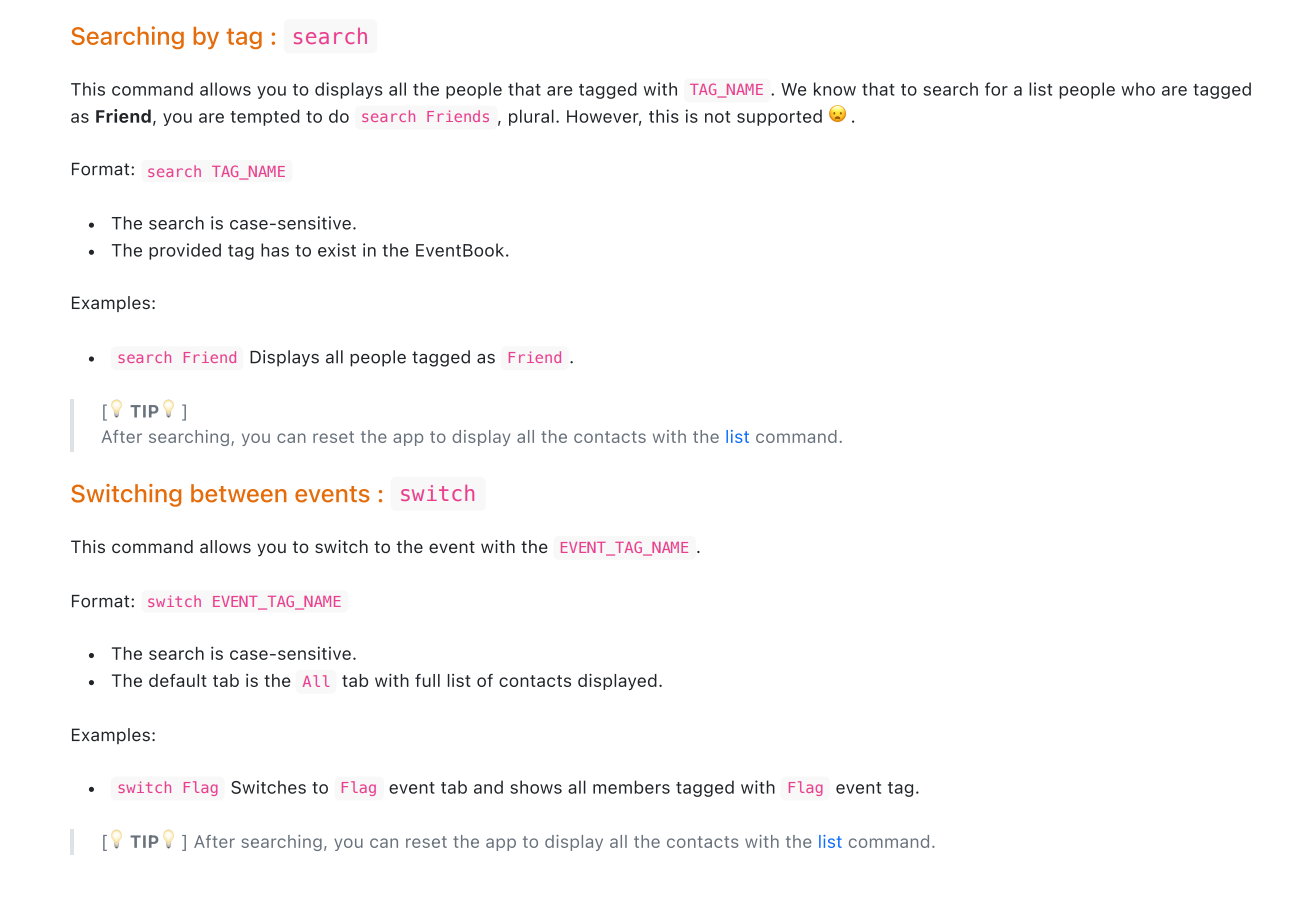 Searching by tag : search
This command allows you to displays all the people that are tagged with TAG_NAME . We know that to search for a list people who are tagged
as Friend, you are tempted to do search Friends , plural. However, this is not supported 😦 .
Format: search TAG_NAME
• The search is case-sensitive.
• The provided tag has to exist in the EventBook.
Examples:
• search Friend Displays all people tagged as Friend .
[💡 TIP💡 ]
After searching, you can reset the app to display all the contacts with the list command.
Switching between events : switch
This command allows you to switch to the event with the EVENT_TAG_NAME .
Format: switch EVENT_TAG_NAME
• The search is case-sensitive.
• The default tab is the All tab with full list of contacts displayed.
Examples:
• switch Flag Switches to Flag event tab and shows all members tagged with Flag event tag.
[💡 TIP💡 ] After searching, you can reset the app to display all the contacts with the list command.